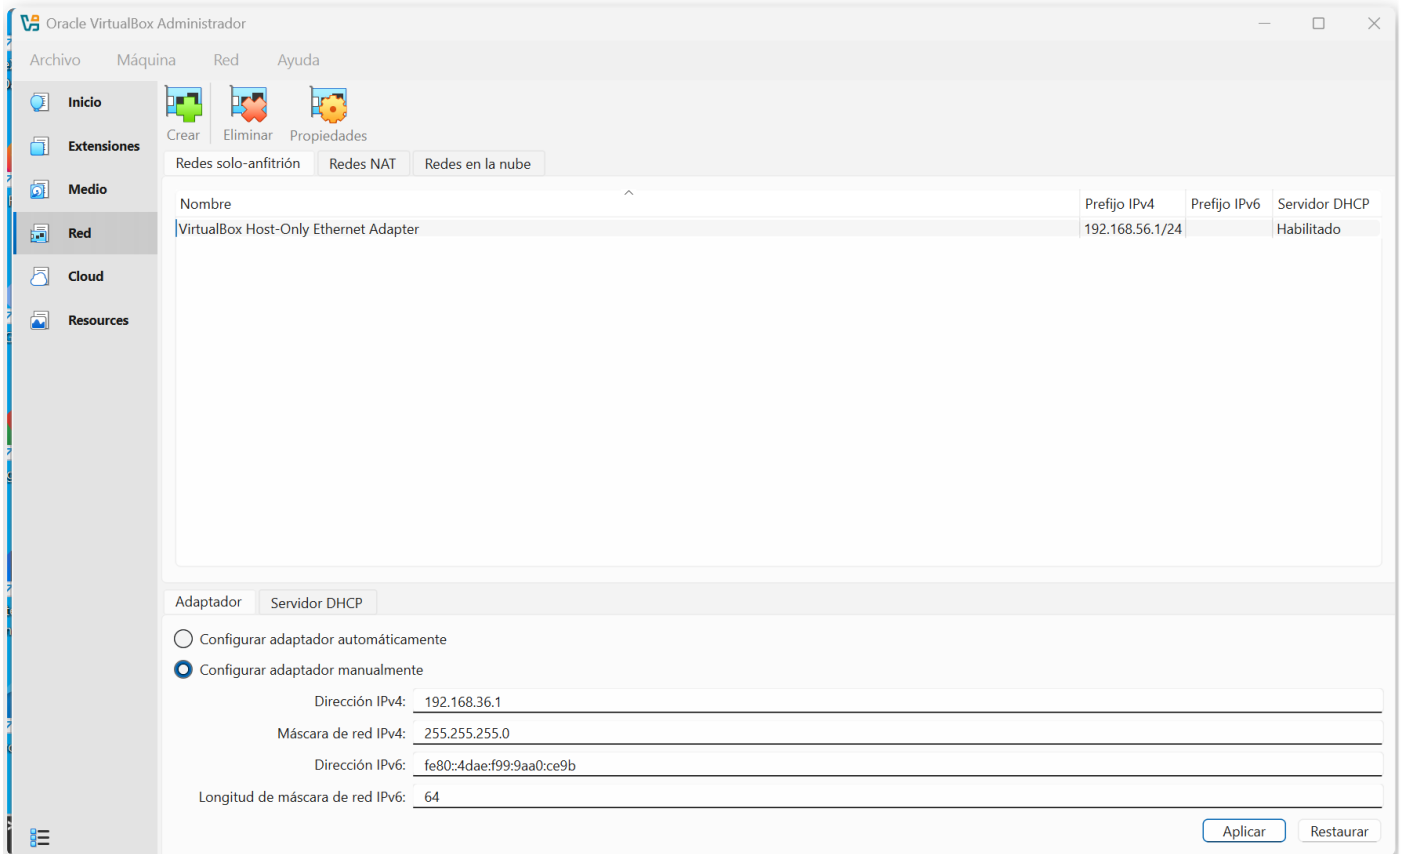 Oracle VirtualBox Administrador
Archivo Máquina Red Ayuda
Inicio
Extensiones
Medio
Red
Cloud
Resources
Crear Eliminar Propiedades
Redes solo-anfitrión Redes NAT Redes en la nube
Nombre Prefijo IPv4 Prefijo IPv6 Servidor DHCP
VirtualBox Host-Only Ethernet Adapter 192.168.56.1/24 Habilitado
Adaptador Servidor DHCP
Configurar adaptador automáticamente
Configurar adaptador manualmente
Dirección IPv4: 192.168.36.1
Máscara de red IPv4: 255.255.255.0
Dirección IPv6: fe80::4dae:f99:9aa0:ce9b
Longitud de máscara de red IPv6: 64
Aplicar Restaurar